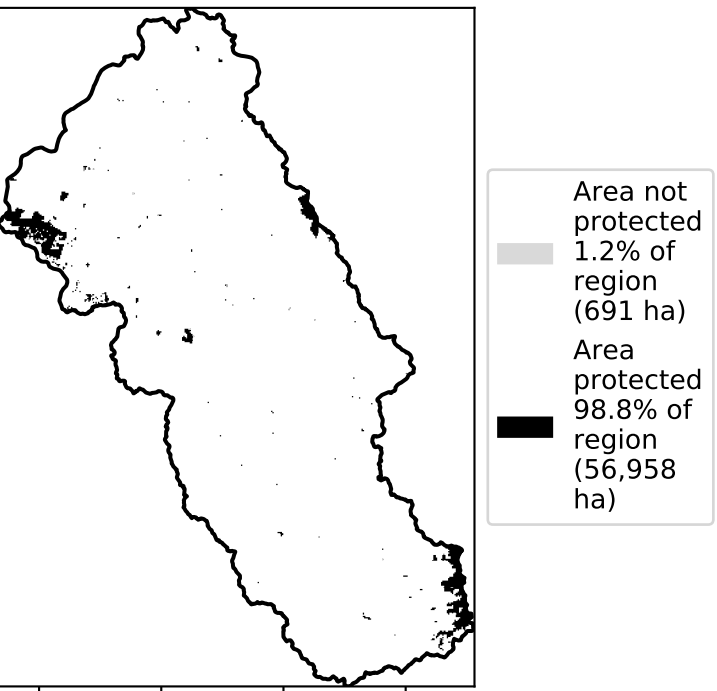 Area not
protected
1.2% of
region
(691 ha)
Area
protected
98.8% of
region
(56,958
ha)